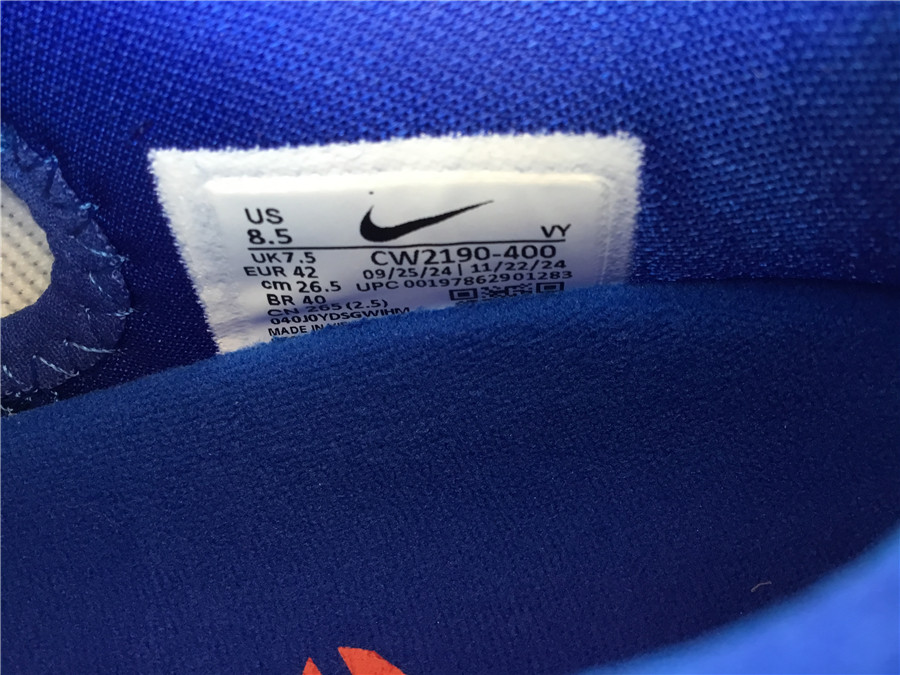 US
8.5
VY
UK 7.5
CW2190-400
EUR 42
09/25/24 | 11/22/24
cm 26.5
UPC 00197862901283
BR 40
CN 265 (2.5)
MADE IN